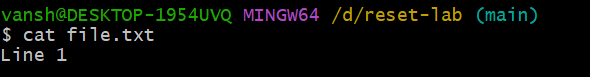 vansh@DESKTOP-1954UVQ MINGW64 /d/reset-lab (main)
$ cat file.txt
Line 1